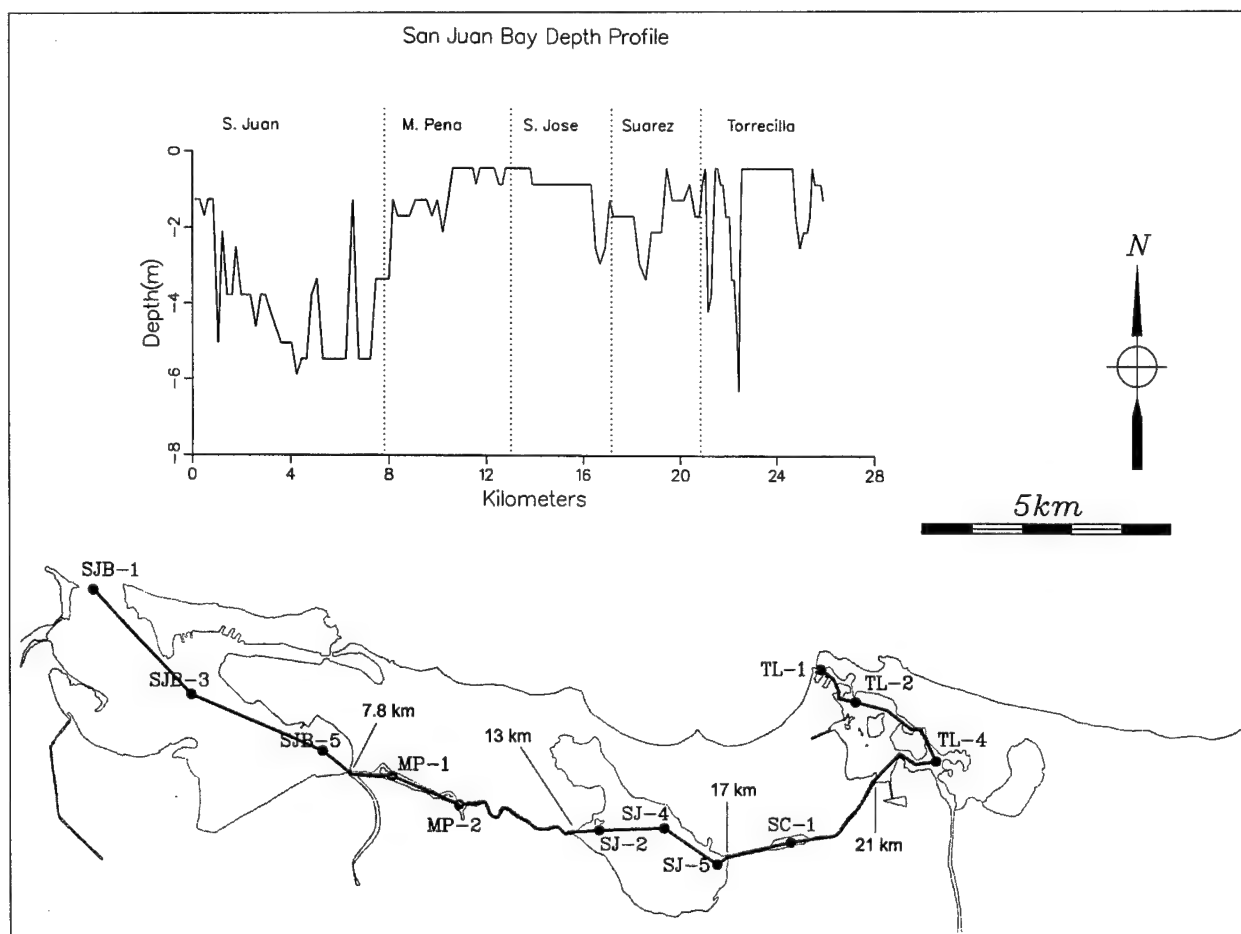 San Juan Bay Depth Profile
S. Juan
M. Pena
S. Jose
Suarez
Torrecilla
0
-2
-4
-6
-8
Depth(m)
0 4 8 12 16 20 24 28
Kilometers
N
5km
SJB-1
SJB-3
SJB-5
7.8 km
MP-1
MP-2
13 km
SJ-4
SJ-2
SJ-5
17 km
SC-1
21 km
TL-1
TL-2
TL-4